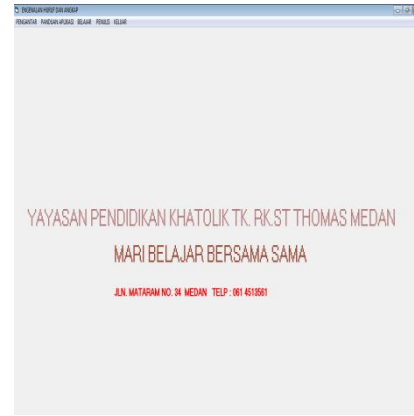 PENGENALAN HURUF DAN ANGKA
PENGANTAR PANDUAN APLIKASI BELAJAR PENULIS KELUAR
YAYASAN PENDIDIKAN KHATOLIK TK. RK.ST THOMAS MEDAN
MARI BELAJAR BERSAMA SAMA
JLN. MATARAM NO. 34 MEDAN TELP : 061 4513561